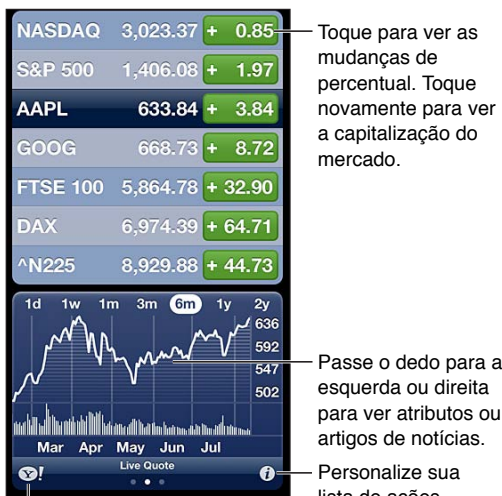 NASDAQ 3,023.37 + 0.85
S&P 500 1,406.08 + 1.97
AAPL 633.84 + 3.84
GOOG 668.73 + 8.72
FTSE 100 5,864.78 + 32.90
DAX 6,974.39 + 64.71
^N225 8,929.88 + 44.73
1d 1w 1m 3m 6m 1y 2y
636
592
547
502
Mar Apr May Jun Jul
Live Quote
Y!
i
Toque para ver as
mudanças de
percentual. Toque
novamente para ver
a capitalização do
mercado.
Passe o dedo para a
esquerda ou direita
para ver atributos ou
artigos de notícias.
Personalize sua
lista de ações